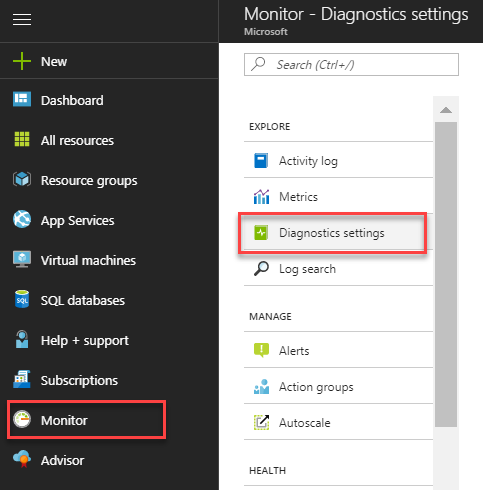 New
Dashboard
All resources
Resource groups
App Services
Virtual machines
SQL
SQL databases
Help + support
Subscriptions
Monitor
Advisor
Monitor - Diagnostics settings
Microsoft
Search (Ctrl+/)
EXPLORE
Activity log
Metrics
Diagnostics settings
Log search
MANAGE
Alerts
Action groups
Autoscale
HEALTH